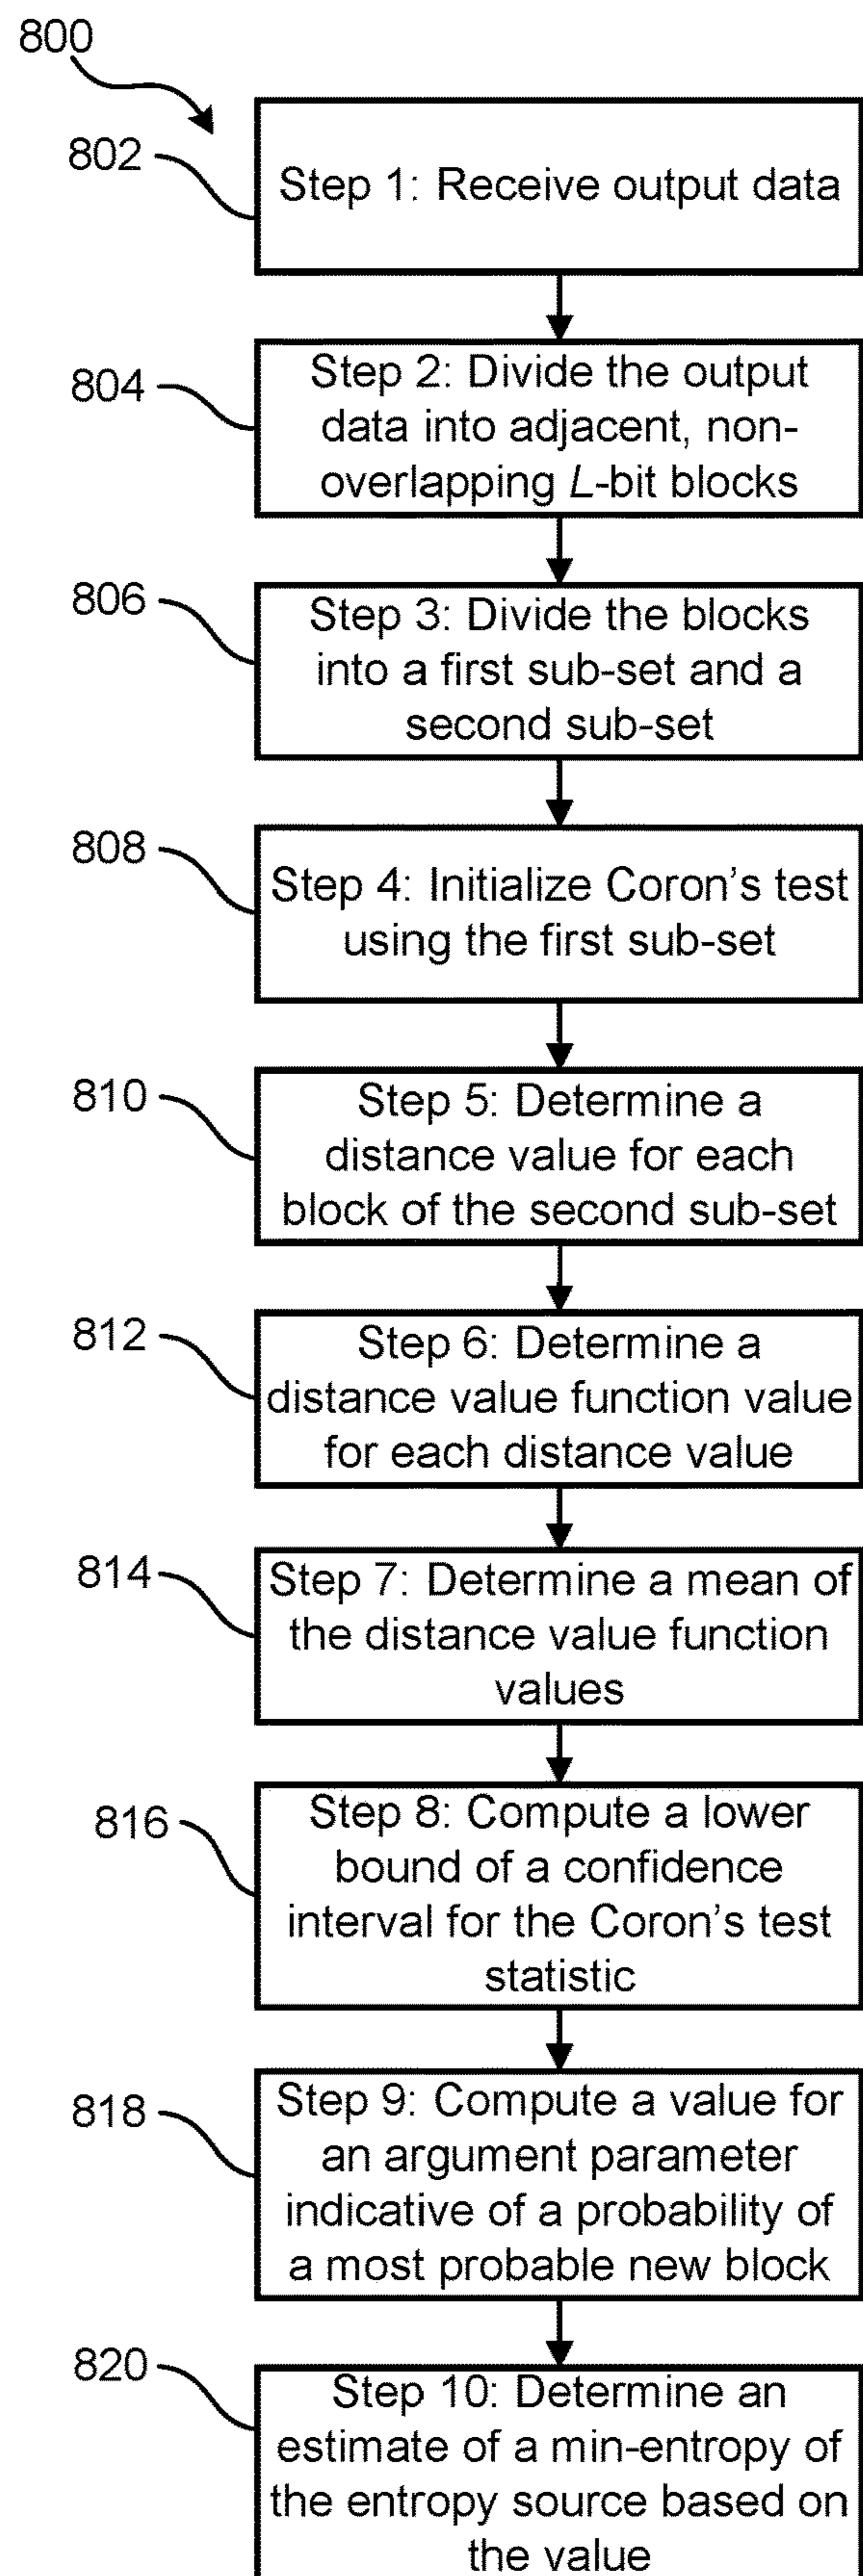 800
802
Step 1: Receive output data
804
Step 2: Divide the output
data into adjacent, non-
overlapping L-bit blocks
806
Step 3: Divide the blocks
into a first sub-set and a
second sub-set
808
Step 4: Initialize Coron's test
using the first sub-set
810
Step 5: Determine a
distance value for each
block of the second sub-set
812
Step 6: Determine a
distance value function value
for each distance value
814
Step 7: Determine a mean of
the distance value function
values
816
Step 8: Compute a lower
bound of a confidence
interval for the Coron's test
statistic
818
Step 9: Compute a value for
an argument parameter
indicative of a probability of
a most probable new block
820
Step 10: Determine an
estimate of a min-entropy of
the entropy source based on
the value